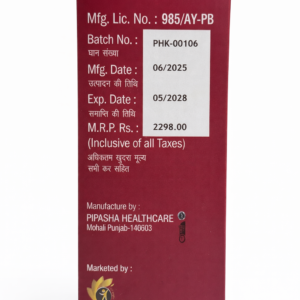 Mfg. Lic. No. : 985/AY-PB
Batch No. : PHK-00106
घान संख्या
Mfg. Date : 06/2025
उत्पादन की तिथि
Exp. Date : 05/2028
समाप्ति की तिथि
M.R.P. Rs. : 2298.00
(Inclusive of all Taxes)
अधिकतम खुदरा मूल्य
सभी कर सहित
Manufacture by :
PIPASHA HEALTHCARE
Mohali Punjab-140603
Marketed by :